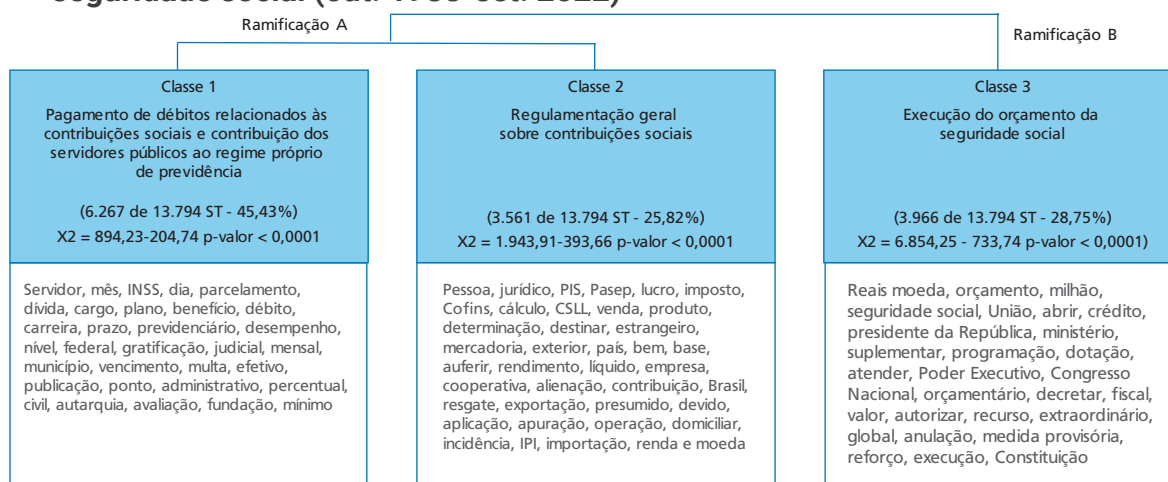 seguridade social (out. 1988-set. 2022)
Ramificação A
Ramificação B
Classe 1
Pagamento de débitos relacionados às
contribuições sociais e contribuição dos
servidores públicos ao regime próprio
de previdência
(6.267 de 13.794 ST - 45,43%)
X2 = 894,23-204,74 p-valor < 0,0001
Servidor, mês, INSS, dia, parcelamento,
dívida, cargo, plano, benefício, débito,
carreira, prazo, previdenciário, desempenho,
nível, federal, gratificação, judicial, mensal,
município, vencimento, multa, efetivo,
publicação, ponto, administrativo, percentual,
civil, autarquia, avaliação, fundação, mínimo
Classe 2
Regulamentação geral
sobre contribuições sociais
(3.561 de 13.794 ST - 25,82%)
X2 = 1.943,91-393,66 p-valor < 0,0001
Pessoa, jurídico, PIS, Pasep, lucro, imposto,
Cofins, cálculo, CSLL, venda, produto,
determinação, destinar, estrangeiro,
mercadoria, exterior, país, bem, base,
auferir, rendimento, líquido, empresa,
cooperativa, alienação, contribuição, Brasil,
resgate, exportação, presumido, devido,
aplicação, apuração, operação, domiciliar,
incidência, IPI, importação, renda e moeda
Classe 3
Execução do orçamento da
seguridade social
(3.966 de 13.794 ST - 28,75%)
X2 = 6.854,25 - 733,74 p-valor < 0,0001)
Reais moeda, orçamento, milhão,
seguridade social, União, abrir, crédito,
presidente da República, ministério,
suplementar, programação, dotação,
atender, Poder Executivo, Congresso
Nacional, orçamentário, decretar, fiscal,
valor, autorizar, recurso, extraordinário,
global, anulação, medida provisória,
reforço, execução, Constituição